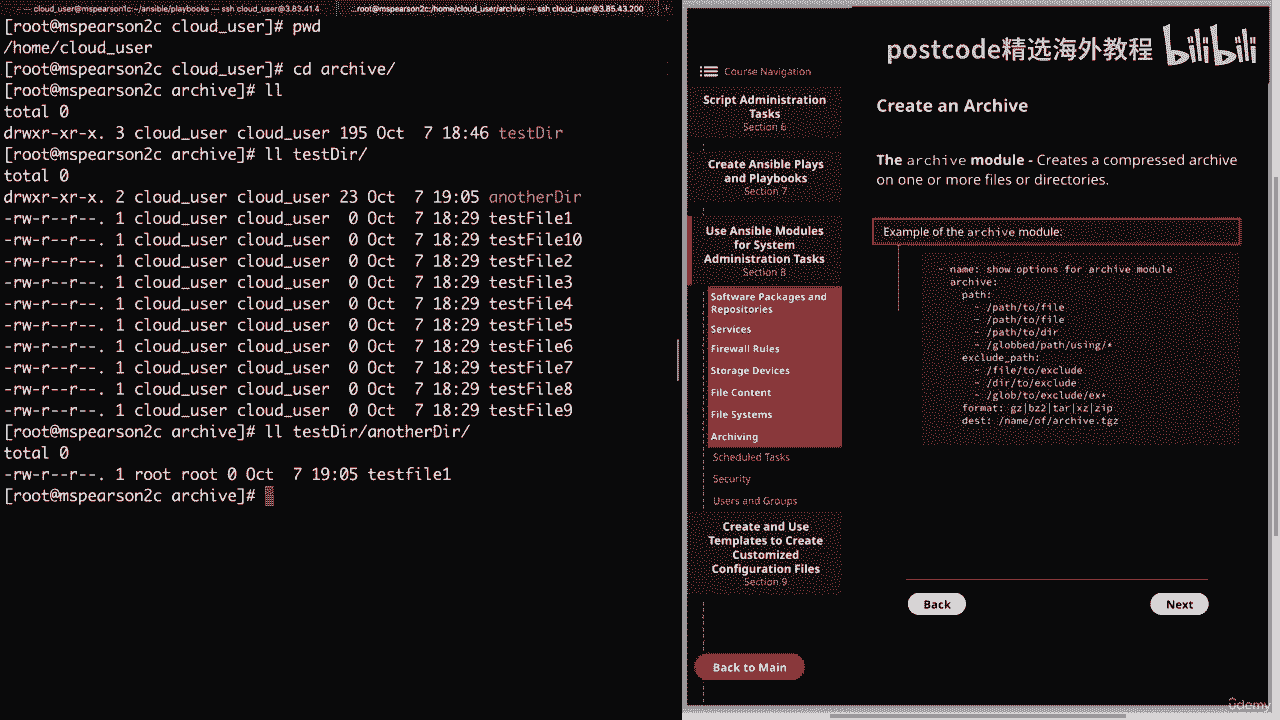 cloud_user@mspearson1c:~/ansible/playbooks — ssh cloud_user@3.83.41.4
..root@mspearson2c:/home/cloud_user/archive — ssh cloud_user@3.85.43.200
[root@mspearson2c cloud_user]# pwd
/home/cloud_user
[root@mspearson2c cloud_user]# cd archive/
[root@mspearson2c archive]# ll
total 0
drwxr-xr-x. 3 cloud_user cloud_user 195 Oct  7 18:46 testDir
[root@mspearson2c archive]# ll testDir/
total 0
drwxr-xr-x. 2 cloud_user cloud_user 23 Oct  7 19:05 anotherDir
-rw-r--r--. 1 cloud_user cloud_user  0 Oct  7 18:29 testFile1
-rw-r--r--. 1 cloud_user cloud_user  0 Oct  7 18:29 testFile10
-rw-r--r--. 1 cloud_user cloud_user  0 Oct  7 18:29 testFile2
-rw-r--r--. 1 cloud_user cloud_user  0 Oct  7 18:29 testFile3
-rw-r--r--. 1 cloud_user cloud_user  0 Oct  7 18:29 testFile4
-rw-r--r--. 1 cloud_user cloud_user  0 Oct  7 18:29 testFile5
-rw-r--r--. 1 cloud_user cloud_user  0 Oct  7 18:29 testFile6
-rw-r--r--. 1 cloud_user cloud_user  0 Oct  7 18:29 testFile7
-rw-r--r--. 1 cloud_user cloud_user  0 Oct  7 18:29 testFile8
-rw-r--r--. 1 cloud_user cloud_user  0 Oct  7 18:29 testFile9
[root@mspearson2c archive]# ll testDir/anotherDir/
total 0
-rw-r--r--. 1 root root 0 Oct  7 19:05 testfile1
[root@mspearson2c archive]#
postcode精选海外教程 bilibili
Course Navigation
Script Administration
Tasks
Section 6
Create Ansible Plays
and Playbooks
Section 7
Use Ansible Modules
for System
Administration Tasks
Section 8
Software Packages and
Repositories
Services
Firewall Rules
Storage Devices
File Content
File Systems
Archiving
Scheduled Tasks
Security
Users and Groups
Create and Use
Templates to Create
Customized
Configuration Files
Section 9
Back to Main
Create an Archive
The archive module - Creates a compressed archive
on one or more files or directories.
Example of the archive module:
- name: show options for archive module
archive:
path:
- /path/to/file
- /path/to/file
- /path/to/dir
- /globbed/path/using/*
exclude_path:
- /file/to/exclude
- /dir/to/exclude
- /glob/to/exclude/ex*
format: gz|bz2|tar|xz|zip
dest: /name/of/archive.tgz
Back
Next
ûdemy